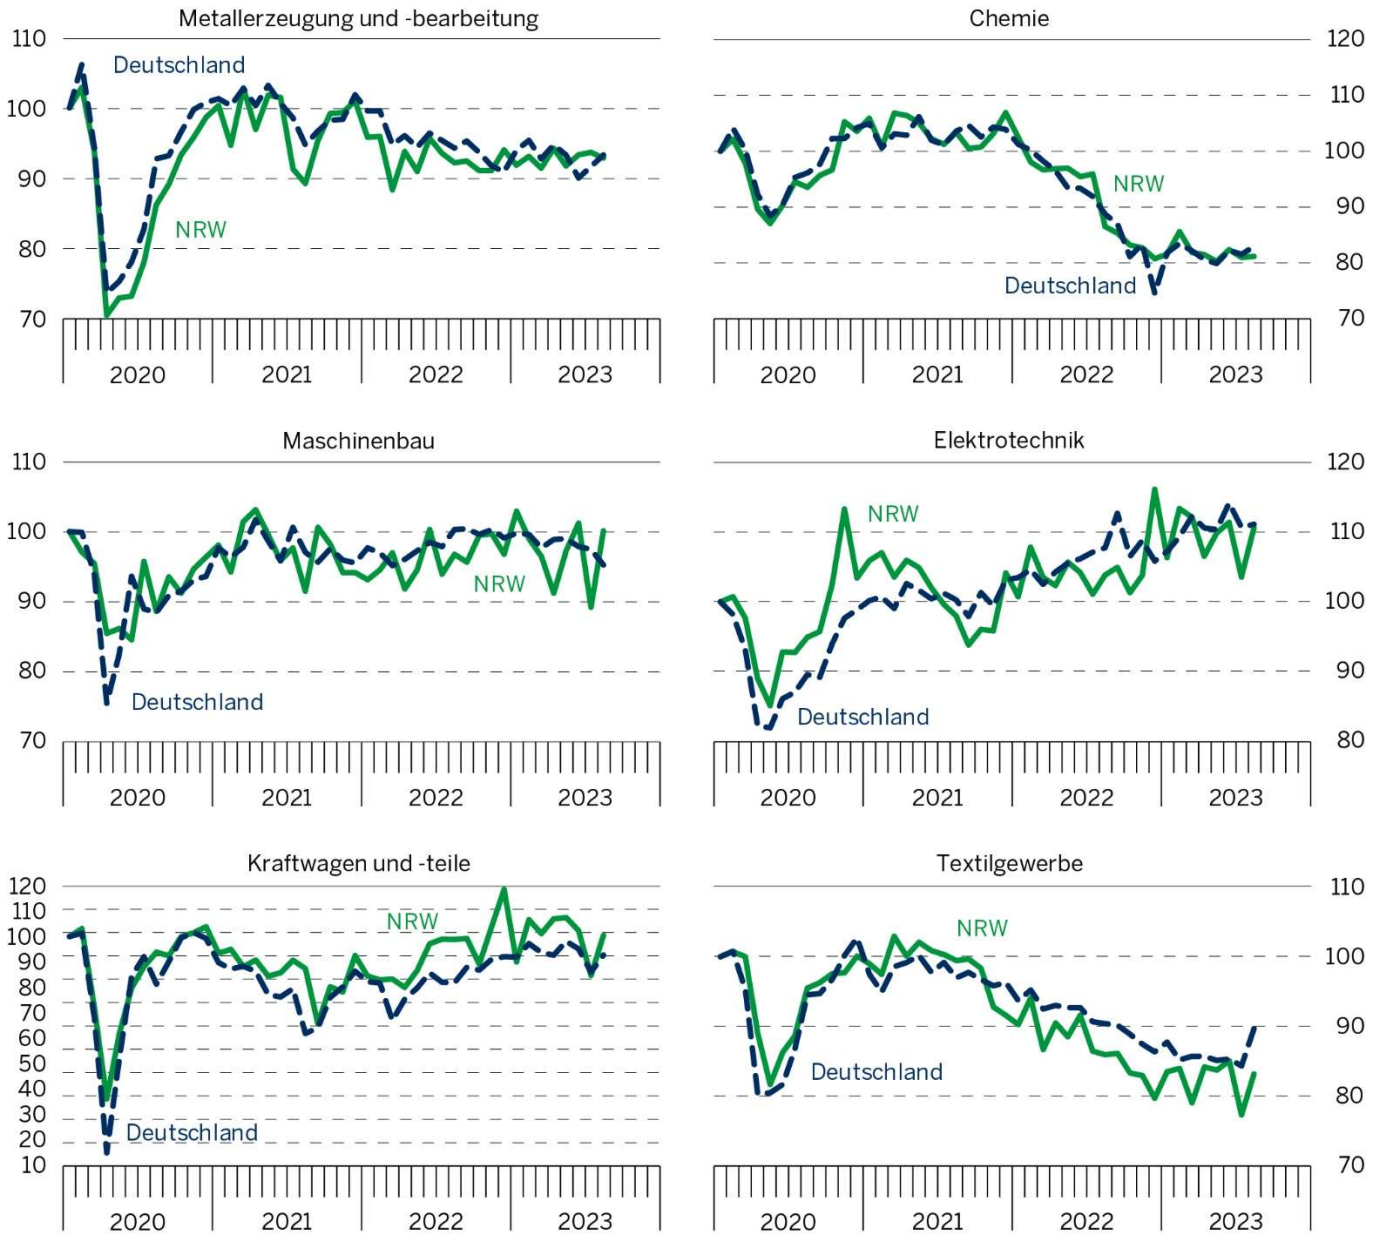 Metallerzeugung und -bearbeitung
110
100
90
80
70
Deutschland
NRW
2020 2021 2022 2023
Chemie
120
110
100
90
80
70
NRW
Deutschland
2020 2021 2022 2023
Maschinenbau
110
100
90
80
70
NRW
Deutschland
2020 2021 2022 2023
Elektrotechnik
120
110
100
90
80
NRW
Deutschland
2020 2021 2022 2023
Kraftwagen und -teile
120
110
100
90
80
70
60
50
40
30
20
10
NRW
Deutschland
2020 2021 2022 2023
Textilgewerbe
110
100
90
80
70
NRW
Deutschland
2020 2021 2022 2023